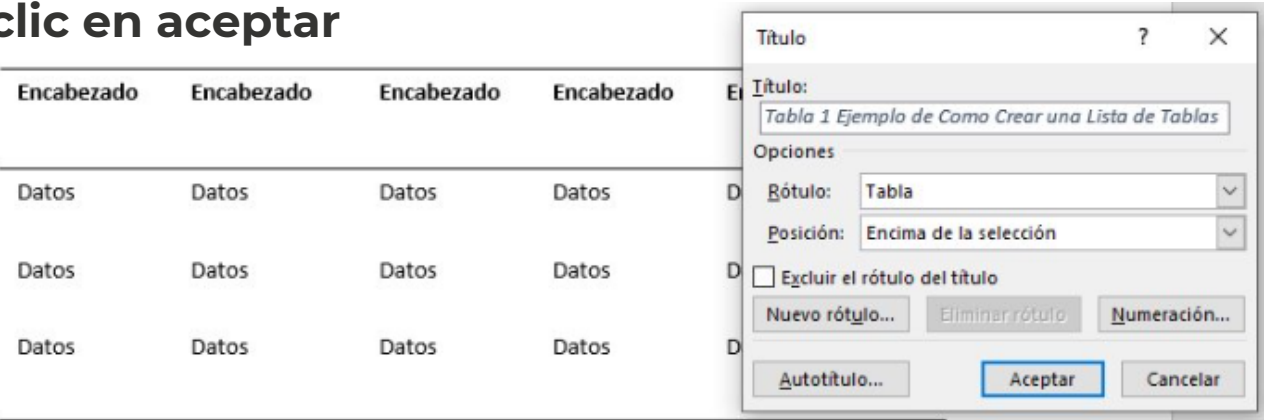 clic en aceptar
Encabezado Encabezado Encabezado Encabezado
Datos Datos Datos Datos D
Datos Datos Datos Datos D
Datos Datos Datos Datos D
Título ? ×
Título:
Tabla 1 Ejemplo de Como Crear una Lista de Tablas
Opciones
Rótulo: Tabla
Posición: Encima de la selección
Excluir el rótulo del título
Nuevo rótulo... Eliminar rótulo Numeración...
Autotítulo... Aceptar Cancelar